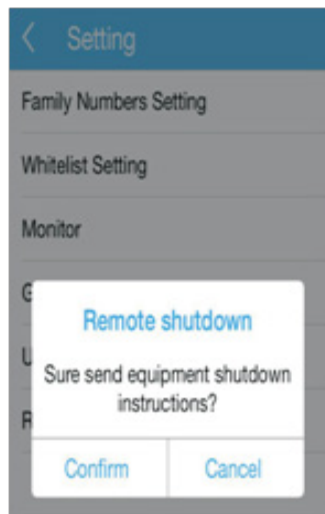 Setting
Family Numbers Setting
Whitelist Setting
Monitor
G
Remote shutdown
U
Sure send equipment shutdown
instructions?
R
Confirm Cancel